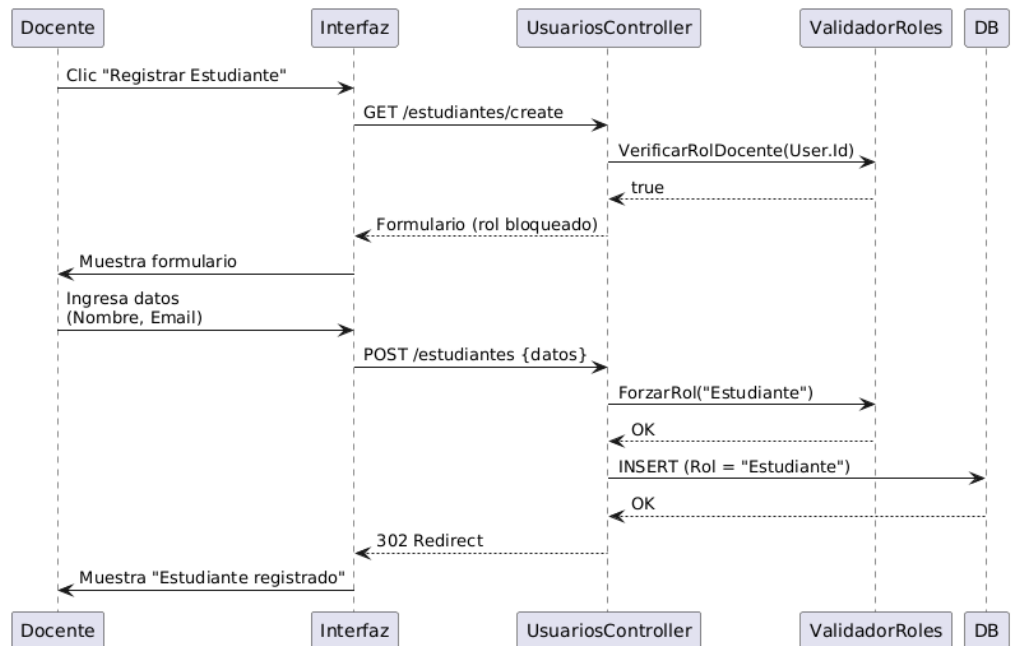 Docente
Interfaz
UsuariosController
ValidadorRoles
DB
Clic "Registrar Estudiante"
GET /estudiantes/create
VerificarRolDocente(User.Id)
true
Formulario (rol bloqueado)
Muestra formulario
Ingresa datos
(Nombre, Email)
POST /estudiantes {datos}
ForzarRol("Estudiante")
OK
INSERT (Rol = "Estudiante")
OK
302 Redirect
Muestra "Estudiante registrado"
Docente
Interfaz
UsuariosController
ValidadorRoles
DB